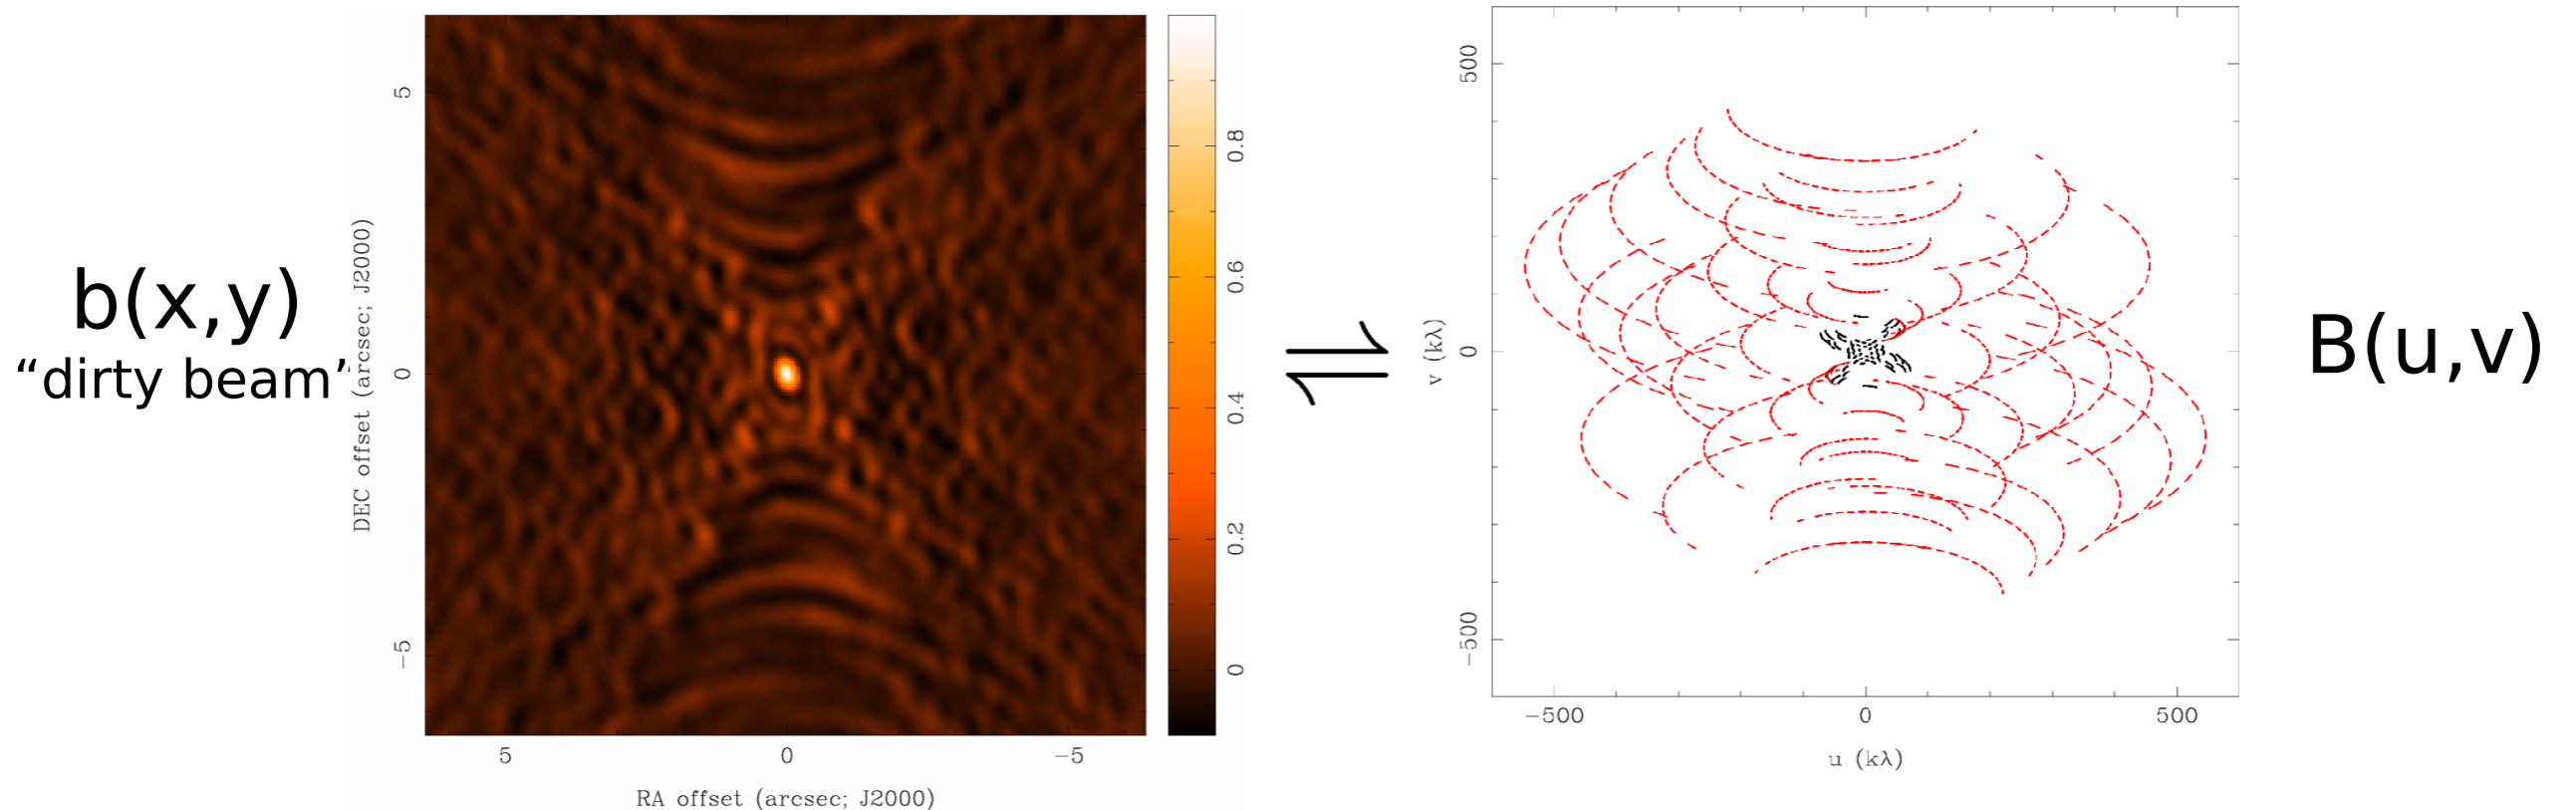 b(x,y)
“dirty beam”
DEC offset (arcsec; J2000)
5
0
−5
5
0
−5
RA offset (arcsec; J2000)
0.8
0.6
0.4
0.2
0
⇌
v (kλ)
500
0
−500
−500
0
500
u (kλ)
B(u,v)